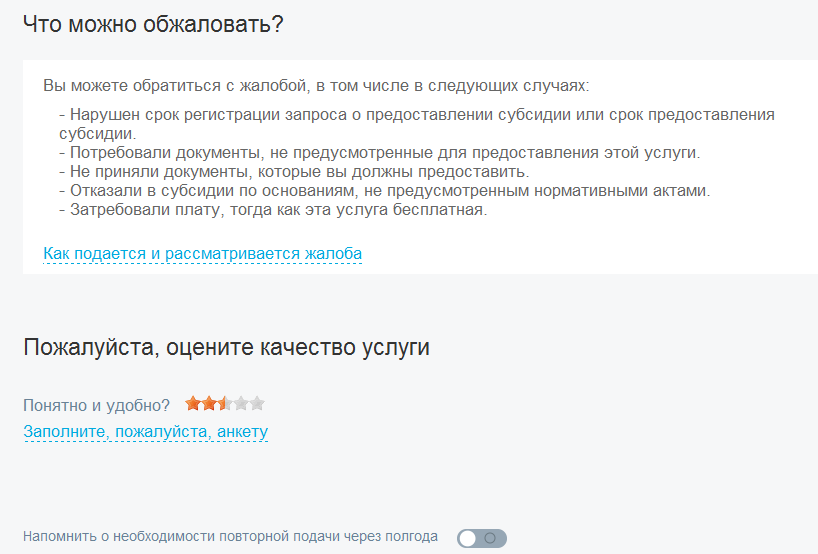 Что можно обжаловать?
Вы можете обратиться с жалобой, в том числе в следующих случаях:
- Нарушен срок регистрации запроса о предоставлении субсидии или срок предоставления
субсидии.
- Потребовали документы, не предусмотренные для предоставления этой услуги.
- Не приняли документы, которые вы должны предоставить.
- Отказали в субсидии по основаниям, не предусмотренным нормативными актами.
- Затребовали плату, тогда как эта услуга бесплатная.
Как подается и рассматривается жалоба
Пожалуйста, оцените качество услуги
Понятно и удобно?
Заполните, пожалуйста, анкету
Напомнить о необходимости повторной подачи через полгода